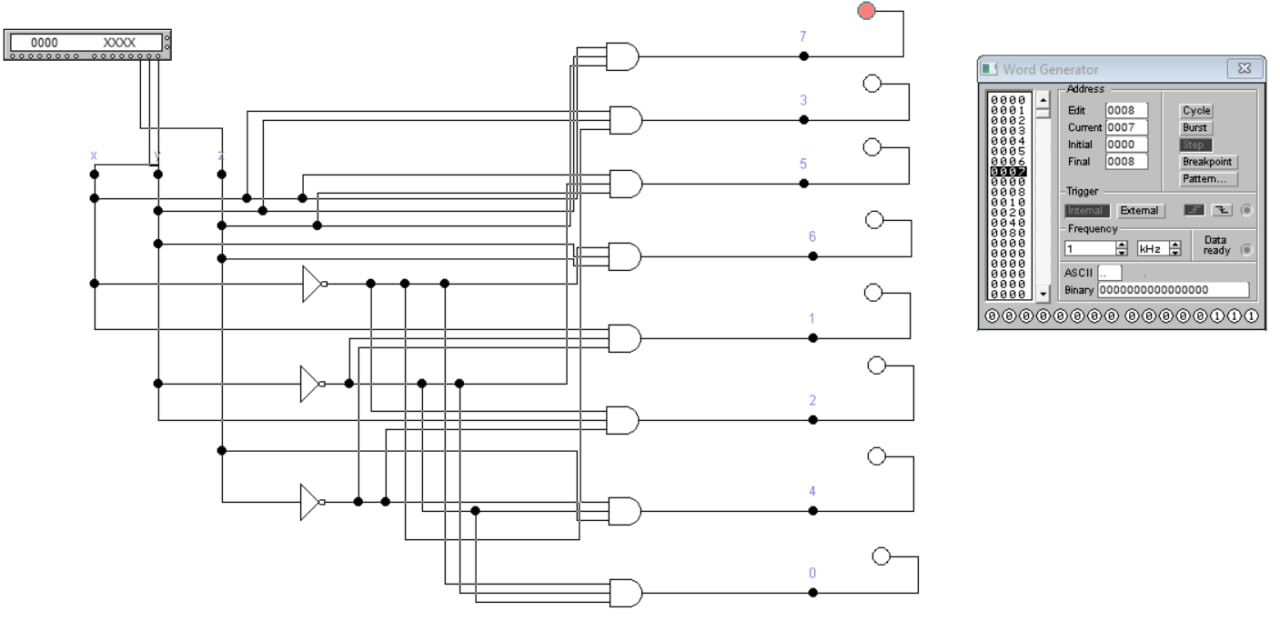 0000 XXXX
x y z
7
3
5
6
1
2
4
0
Word Generator
0000
0001
0002
0003
0004
0005
0006
0007
0000
0008
0010
0020
0040
0080
0000
0000
0000
0000
0000
0000
Address
Edit 0008
Current 0007
Initial 0000
Final 0008
Cycle
Burst
Step
Breakpoint
Pattern...
Trigger
Internal External
Frequency
1 kHz
Data
ready
ASCII ..
Binary 0000000000000000
0 0 0 0 0 0 0 0 0 0 0 0 0 1 1 1